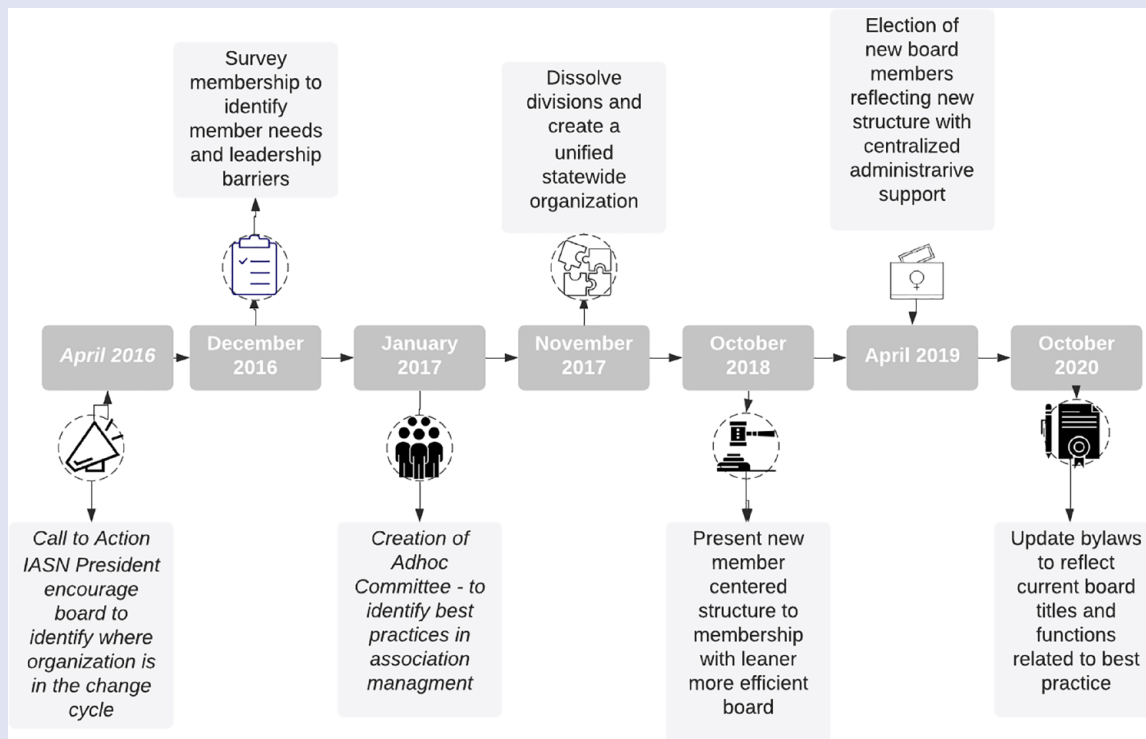 April 2016
Call to Action
IASN President
encourage
board to
identify where
organization is
in the change
cycle
December
2016
Survey
membership to
identify
member needs
and leadership
barriers
January
2017
Creation of
Adhoc
Committee - to
identify best
practices in
association
managment
November
2017
Dissolve
divisions and
create a
unified
statewide
organization
October
2018
Present new
member
centered
structure to
membership
with leaner
more efficient
board
April 2019
Election of
new board
members
reflecting new
structure with
centralized
administrarive
support
October
2020
Update bylaws
to reflect
current board
titles and
functions
related to best
practice